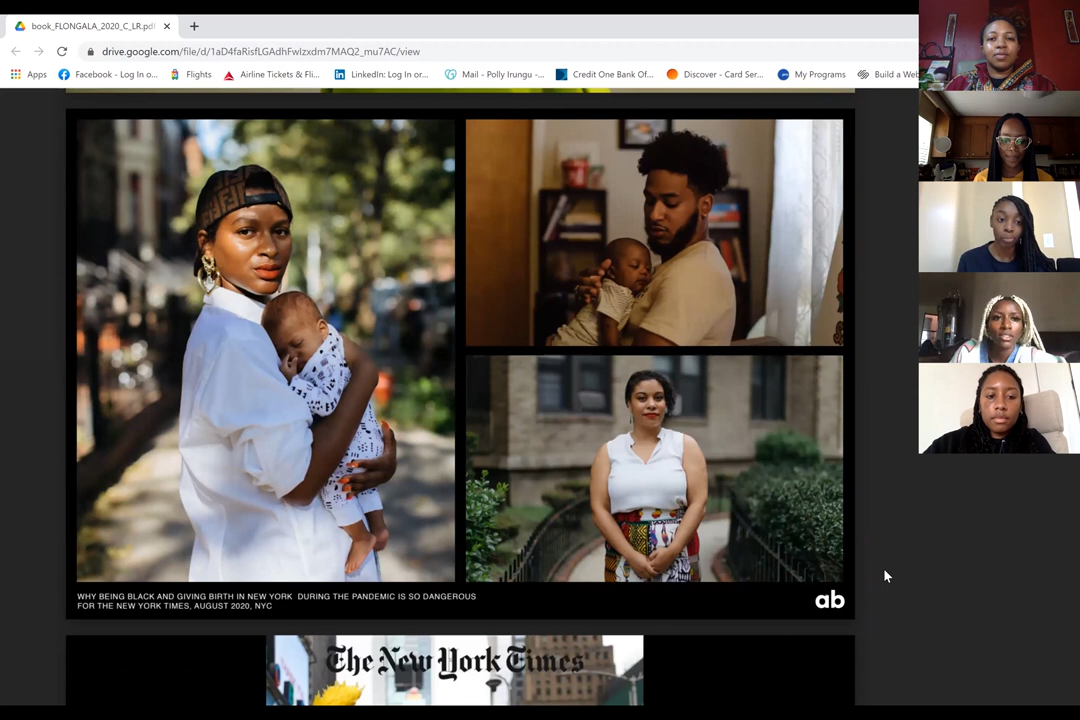 book_FLONGALA_2020_C_LR.pdf
drive.google.com/file/d/1aD4faRisfLGAdhFwIzxdm7MAQ2_mu7AC/view
Apps Facebook - Log In o... Flights Airline Tickets & Fli... LinkedIn: Log In or... Mail - Polly Irungu -... Credit One Bank Of... Discover - Card Ser... My Programs Build a Web
WHY BEING BLACK AND GIVING BIRTH IN NEW YORK DURING THE PANDEMIC IS SO DANGEROUS
FOR THE NEW YORK TIMES, AUGUST 2020, NYC
ab
The New York Times